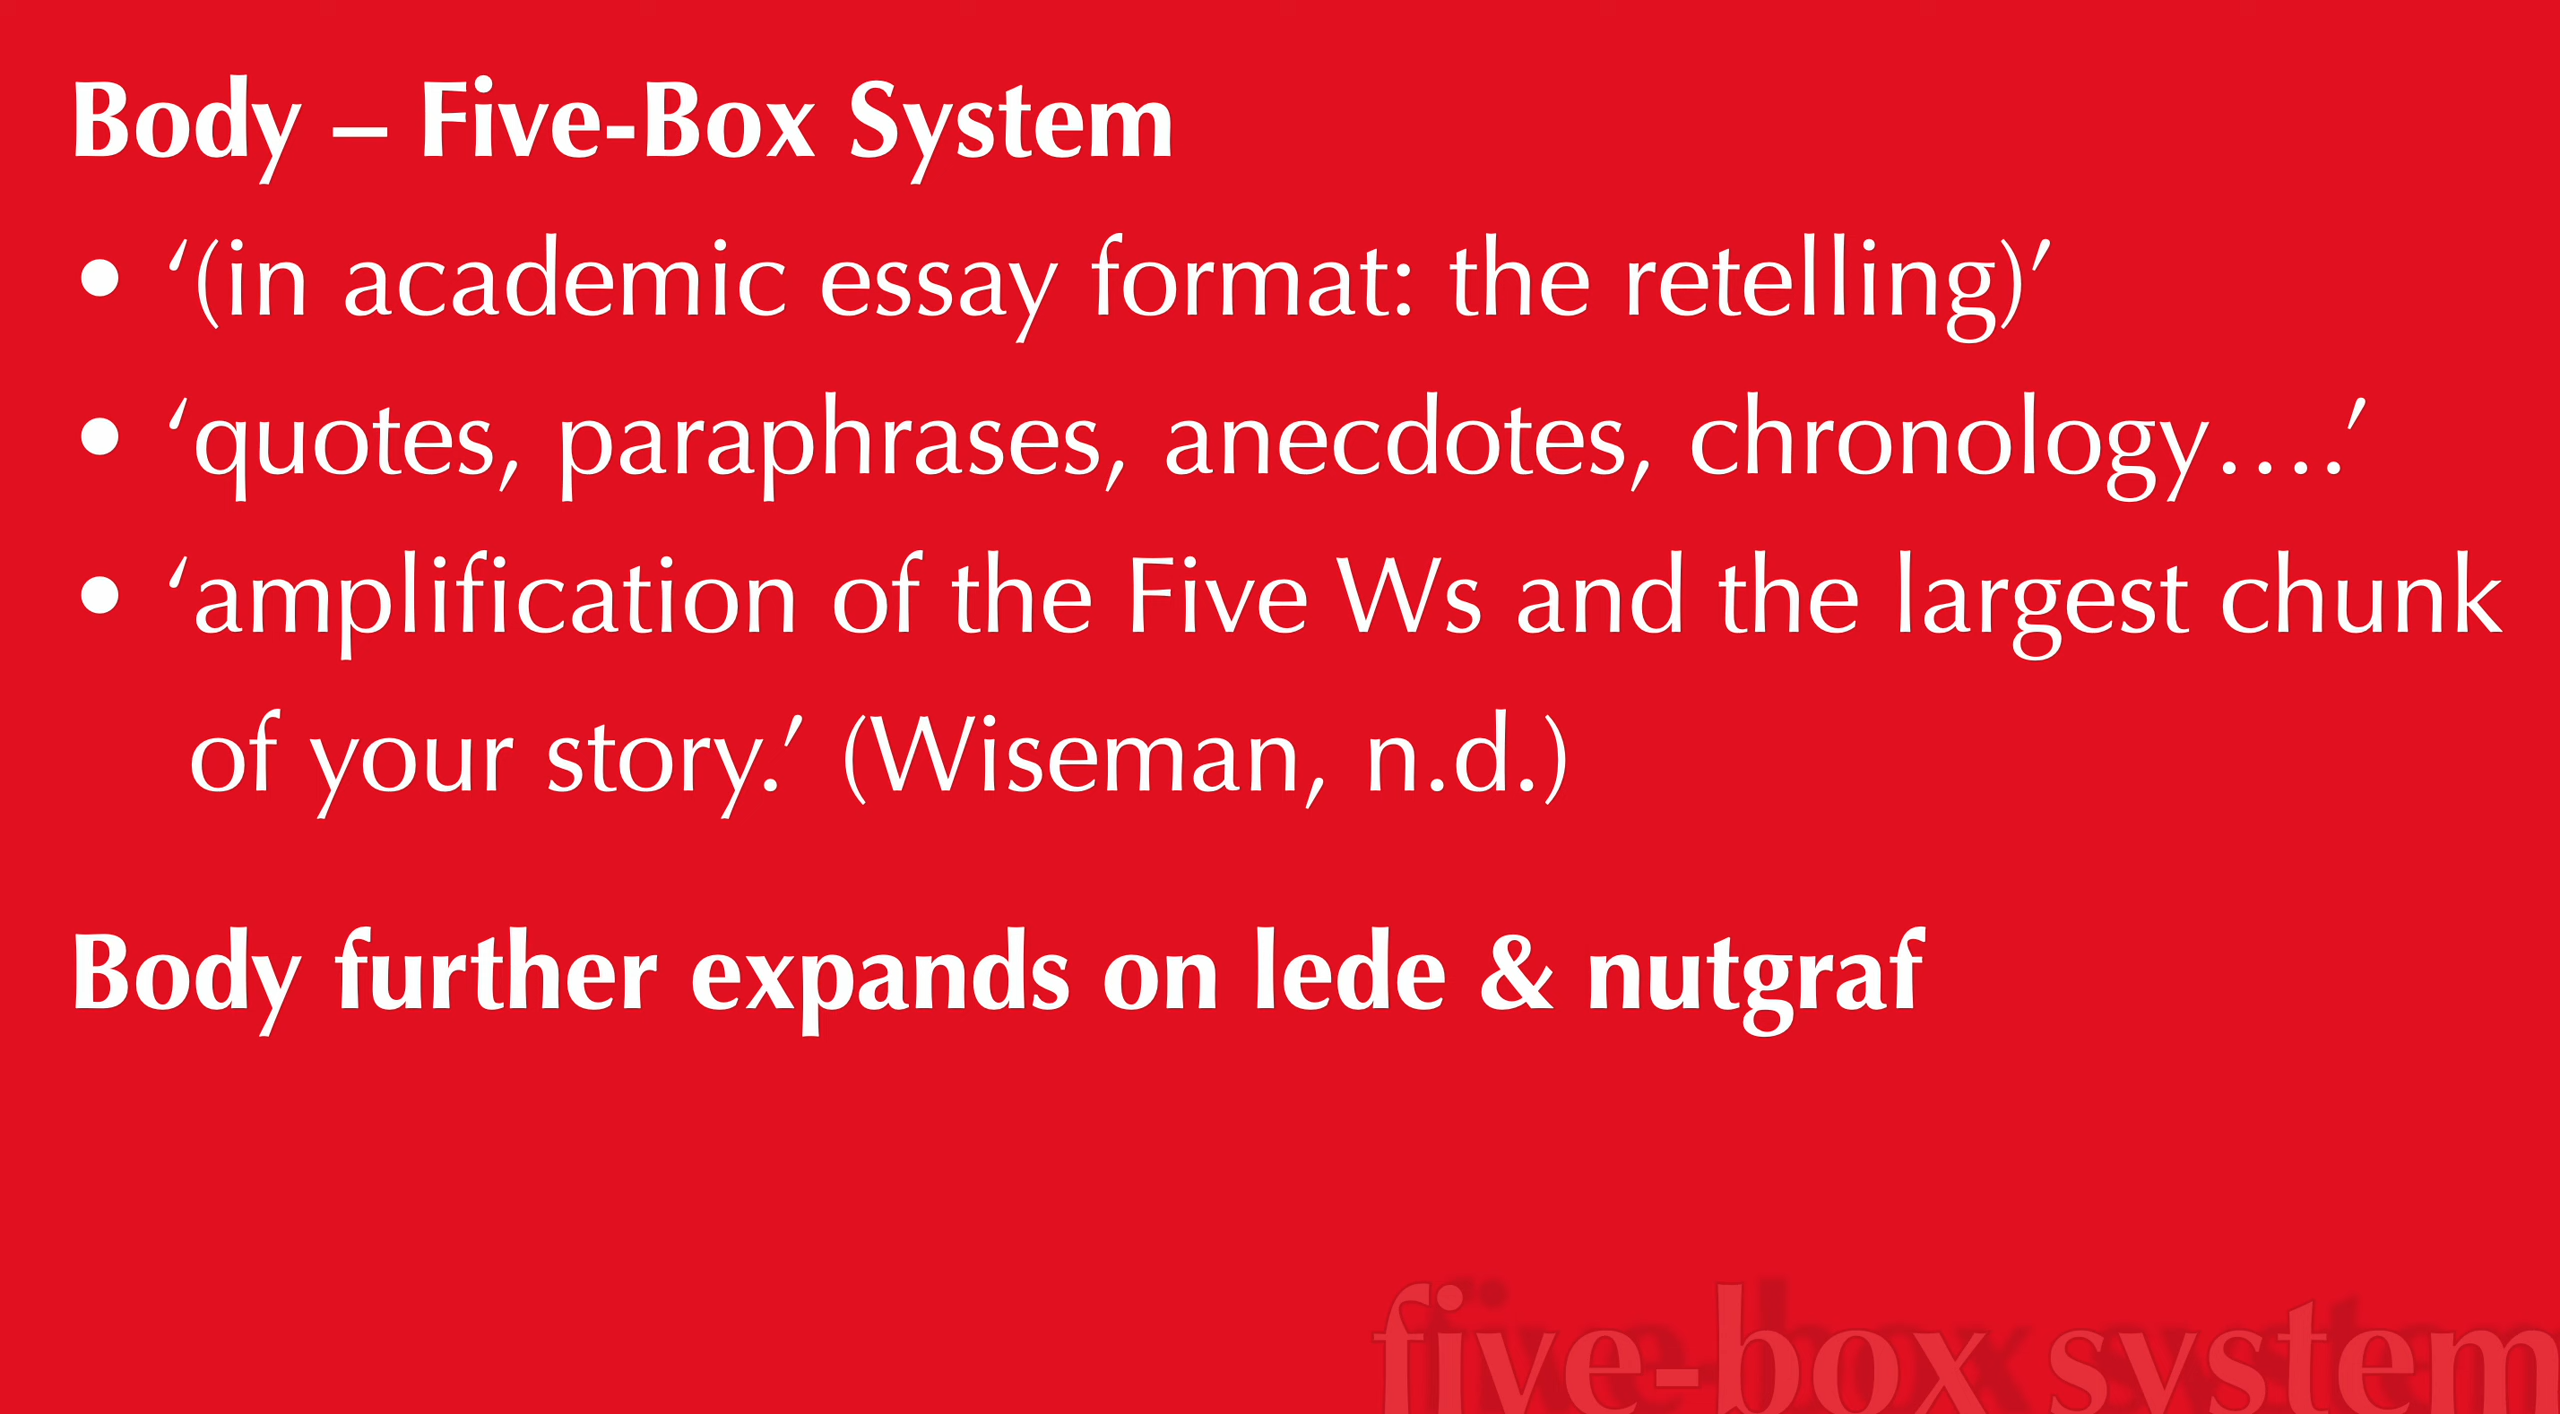 Body – Five-Box System
• ‘(in academic essay format: the retelling)’
• ‘quotes, paraphrases, anecdotes, chronology….’
• ‘amplification of the Five Ws and the largest chunk
of your story.’ (Wiseman, n.d.)
Body further expands on lede & nutgraf
five-box system